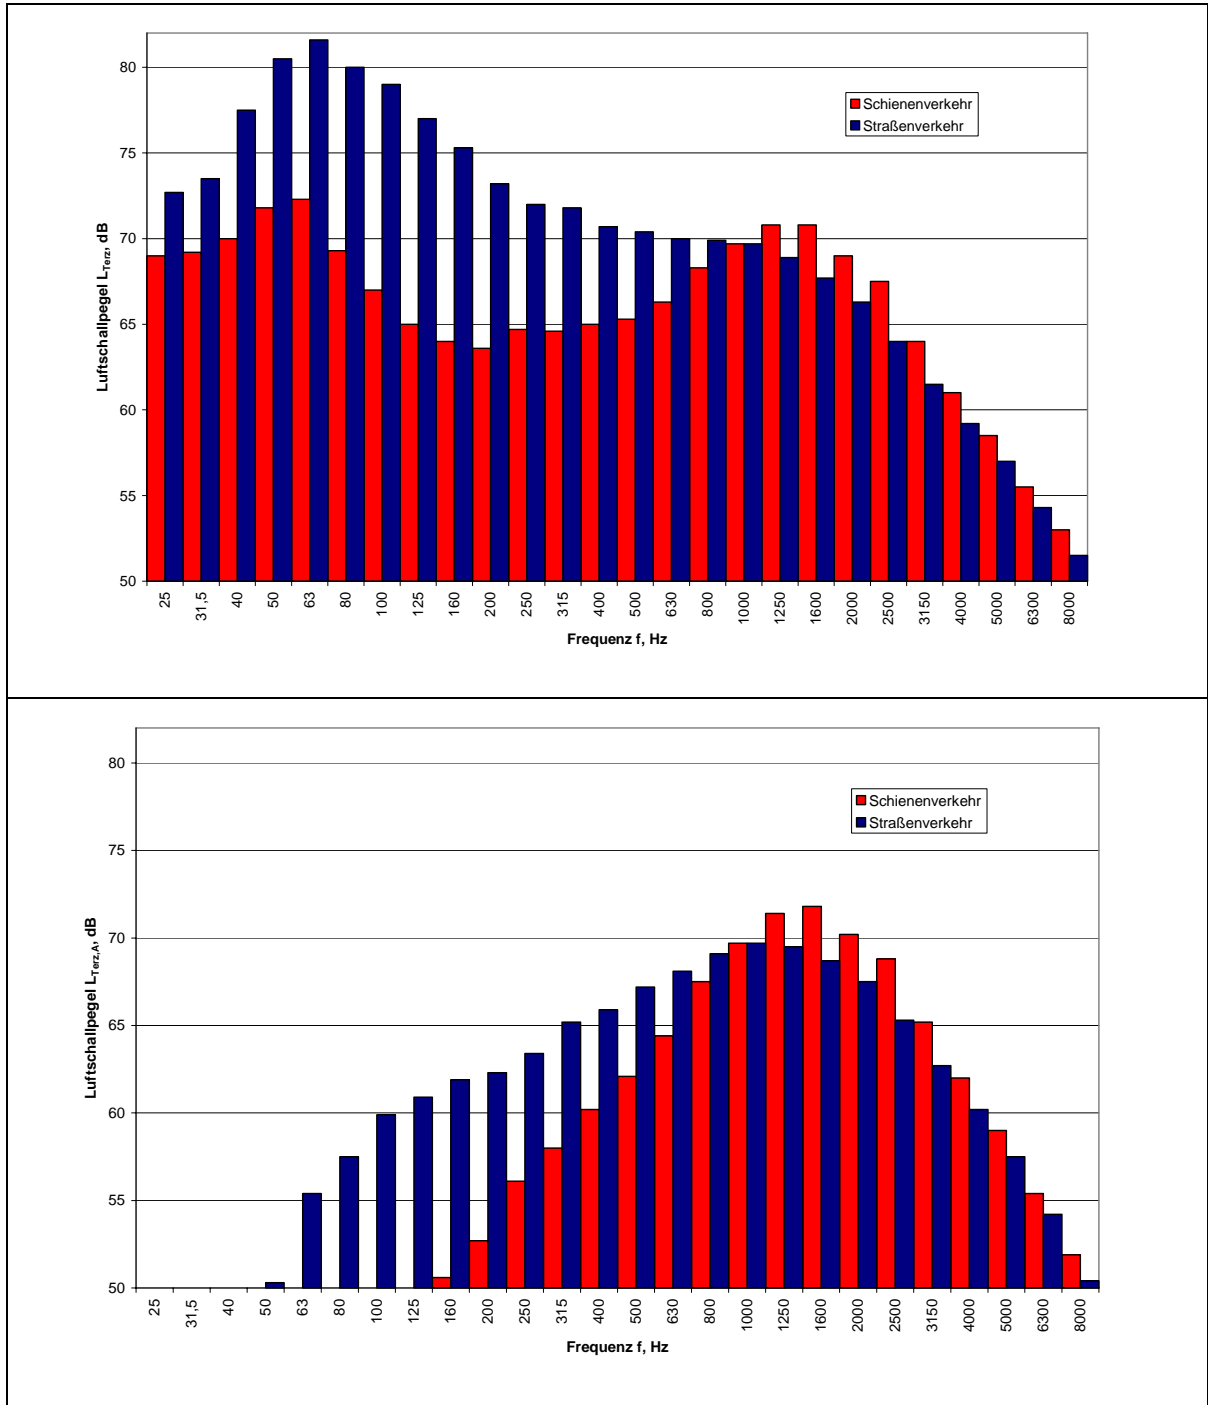 80
75
70
65
60
55
50
Luftschallpegel L_Terz, dB
Schienenverkehr
Straßenverkehr
25 31,5 40 50 63 80 100 125 160 200 250 315 400 500 630 800 1000 1250 1600 2000 2500 3150 4000 5000 6300 8000
Frequenz f, Hz
80
75
70
65
60
55
50
Luftschallpegel L_Terz,A, dB
Schienenverkehr
Straßenverkehr
25 31,5 40 50 63 80 100 125 160 200 250 315 400 500 630 800 1000 1250 1600 2000 2500 3150 4000 5000 6300 8000
Frequenz f, Hz